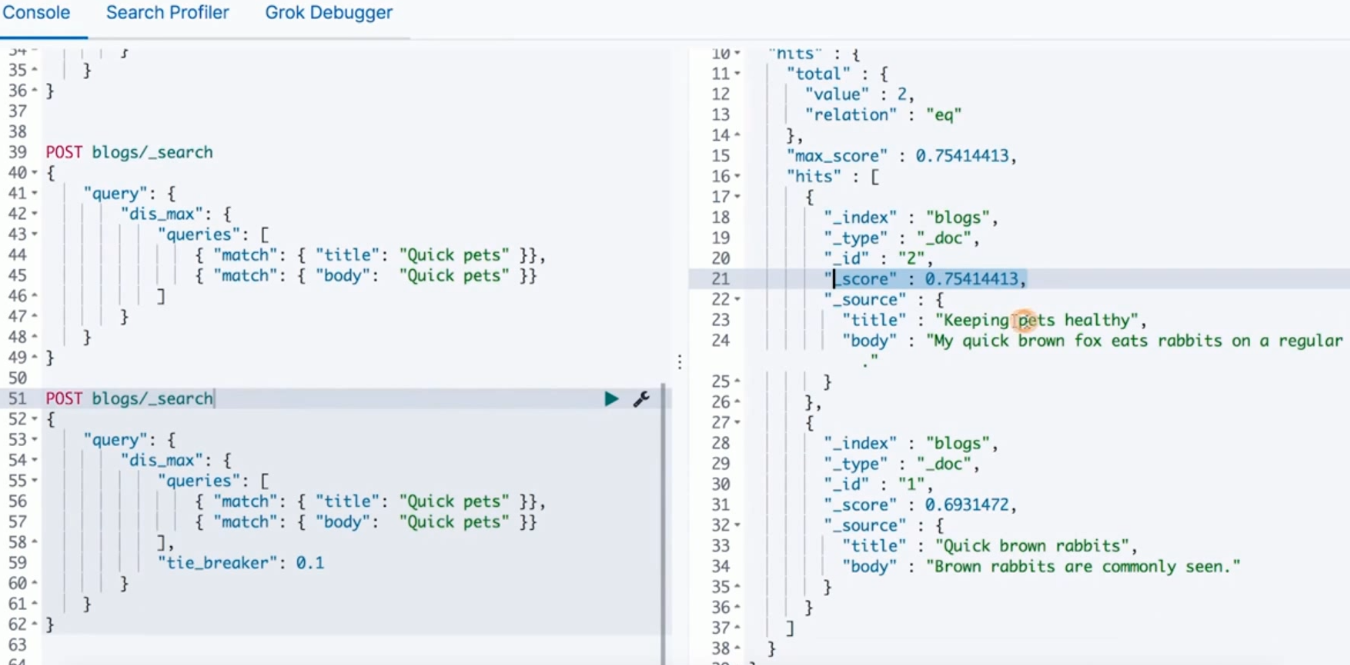 Console Search Profiler Grok Debugger
34 }
35 }
36 }
37
38
39 POST blogs/_search
40 {
41 "query": {
42 "dis_max": {
43 "queries": [
44 { "match": { "title": "Quick pets" }},
45 { "match": { "body": "Quick pets" }}
46 ]
47 }
48 }
49 }
50
51 POST blogs/_search
52 {
53 "query": {
54 "dis_max": {
55 "queries": [
56 { "match": { "title": "Quick pets" }},
57 { "match": { "body":  "Quick pets" }}
58 ],
59 "tie_breaker": 0.1
60 }
61 }
62 }
63
64
10 "hits" : {
11 "total" : {
12 "value" : 2,
13 "relation" : "eq"
14 },
15 "max_score" : 0.75414413,
16 "hits" : [
17 {
18 "_index" : "blogs",
19 "_type" : "_doc",
20 "_id" : "2",
21 "_score" : 0.75414413,
22 "_source" : {
23 "title" : "Keeping pets healthy",
24 "body" : "My quick brown fox eats rabbits on a regular
."
25 }
26 },
27 {
28 "_index" : "blogs",
29 "_type" : "_doc",
30 "_id" : "1",
31 "_score" : 0.6931472,
32 "_source" : {
33 "title" : "Quick brown rabbits",
34 "body" : "Brown rabbits are commonly seen."
35 }
36 }
37 ]
38 }